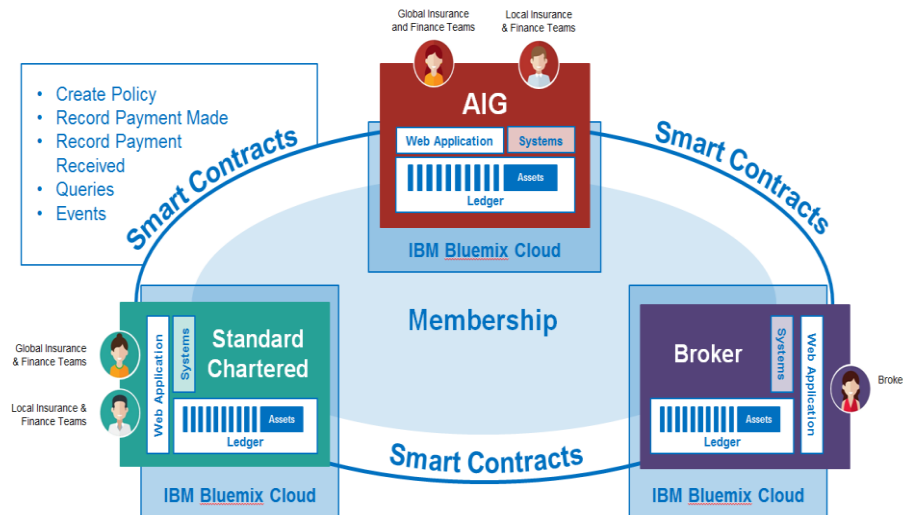 Global Insurance
and Finance Teams
Local Insurance
& Finance Teams
• Create Policy
• Record Payment Made
• Record Payment
Received
• Queries
• Events
AIG
Web Application
Systems
Assets
Ledger
IBM Bluemix Cloud
Smart Contracts
Smart Contracts
Membership
Global Insurance
& Finance Teams
Local Insurance &
Finance Teams
Web Application
Systems
Standard
Chartered
Assets
Ledger
IBM Bluemix Cloud
Smart Contracts
Broker
Systems
Web Application
Assets
Ledger
IBM Bluemix Cloud
Broke